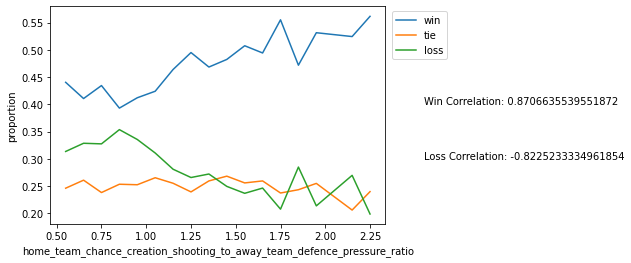 win
tie
loss
0.55
0.50
0.45
0.40
0.35
0.30
0.25
0.20
proportion
Win Correlation: 0.8706635539551872
Loss Correlation: -0.8225233334961854
0.50 0.75 1.00 1.25 1.50 1.75 2.00 2.25
home_team_chance_creation_shooting_to_away_team_defence_pressure_ratio